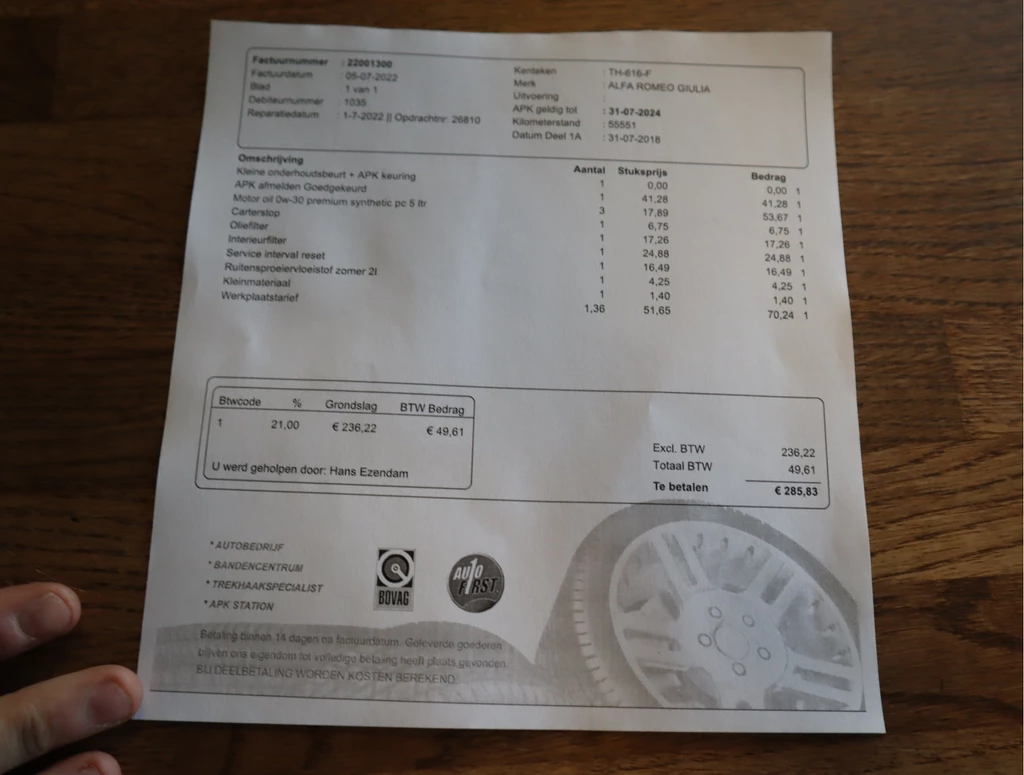 Factuurnummer : 22001300
Factuurdatum : 05-07-2022
Blad 1 van 1
Debiteurnummer : 1035
Reparatiedatum : 1-7-2022 || Opdrachtnr: 26810
Kenteken : TH-616-F
Merk : ALFA ROMEO GIULIA
Uitvoering :
APK geldig tot : 31-07-2024
Kilometerstand : 55551
Datum Deel 1A : 31-07-2018
Omschrijving Aantal Stuksprijs Bedrag
Kleine onderhoudsbeurt + APK keuring 1 0,00 0,00 1
APK afmelden Goedgekeurd 1 41,28 41,28 1
Motor oil 0w-30 premium synthetic pc 5 ltr 3 17,89 53,67 1
Carterstop 1 6,75 6,75 1
Oliefilter 1 17,26 17,26 1
Interieurfilter 1 24,88 24,88 1
Service interval reset 1 16,49 16,49 1
Ruitensproeiervloeistof zomer 2l 1 4,25 4,25 1
Kleinmateriaal 1 1,40 1,40 1
Werkplaatstarief 1,36 51,65 70,24 1
Btwcode % Grondslag BTW Bedrag
1 21,00 € 236,22 € 49,61
U werd geholpen door: Hans Ezendam
Excl. BTW 236,22
Totaal BTW 49,61
Te betalen € 285,83
* AUTOBEDRIJF
* BANDENCENTRUM
* TREKHAAKSPECIALIST
* APK STATION
BOVAG
AUTO
FIRST
Betaling binnen 14 dagen na factuurdatum. Geleverde goederen
blijven ons eigendom tot volledige betaling heeft plaats gevonden.
BIJ DEELBETALING WORDEN KOSTEN BEREKEND.